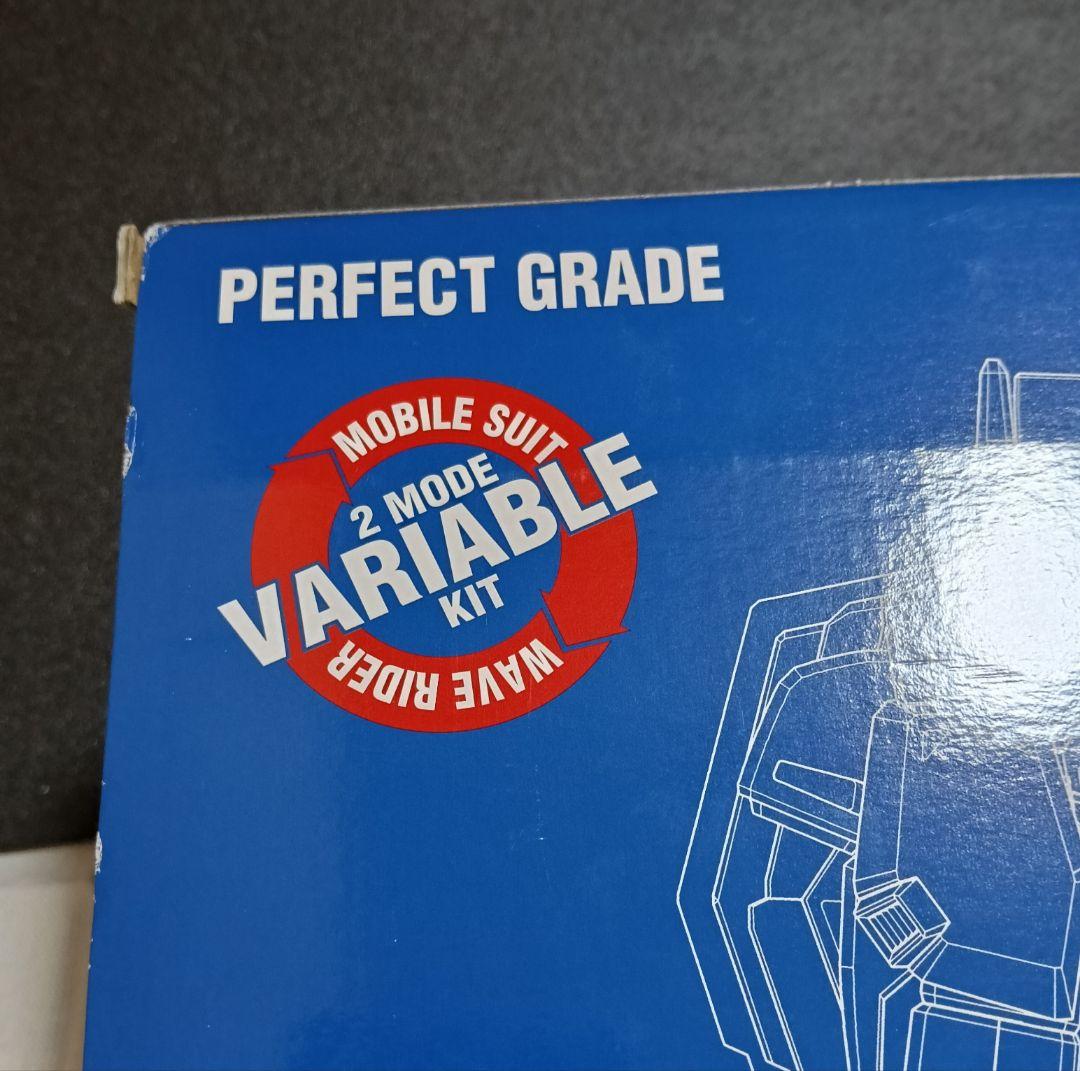 PERFECT GRADE
MOBILE SUIT
2 MODE
VARIABLE
KIT
WAVE RIDER